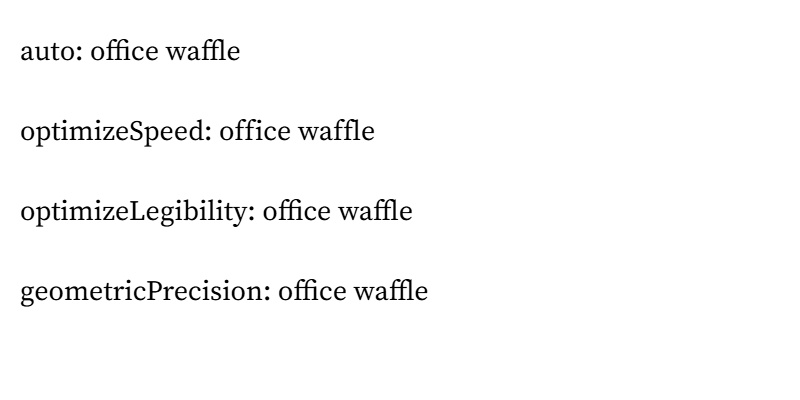 auto: office waffle
optimizeSpeed: office waffle
optimizeLegibility: office waffle
geometricPrecision: office waffle